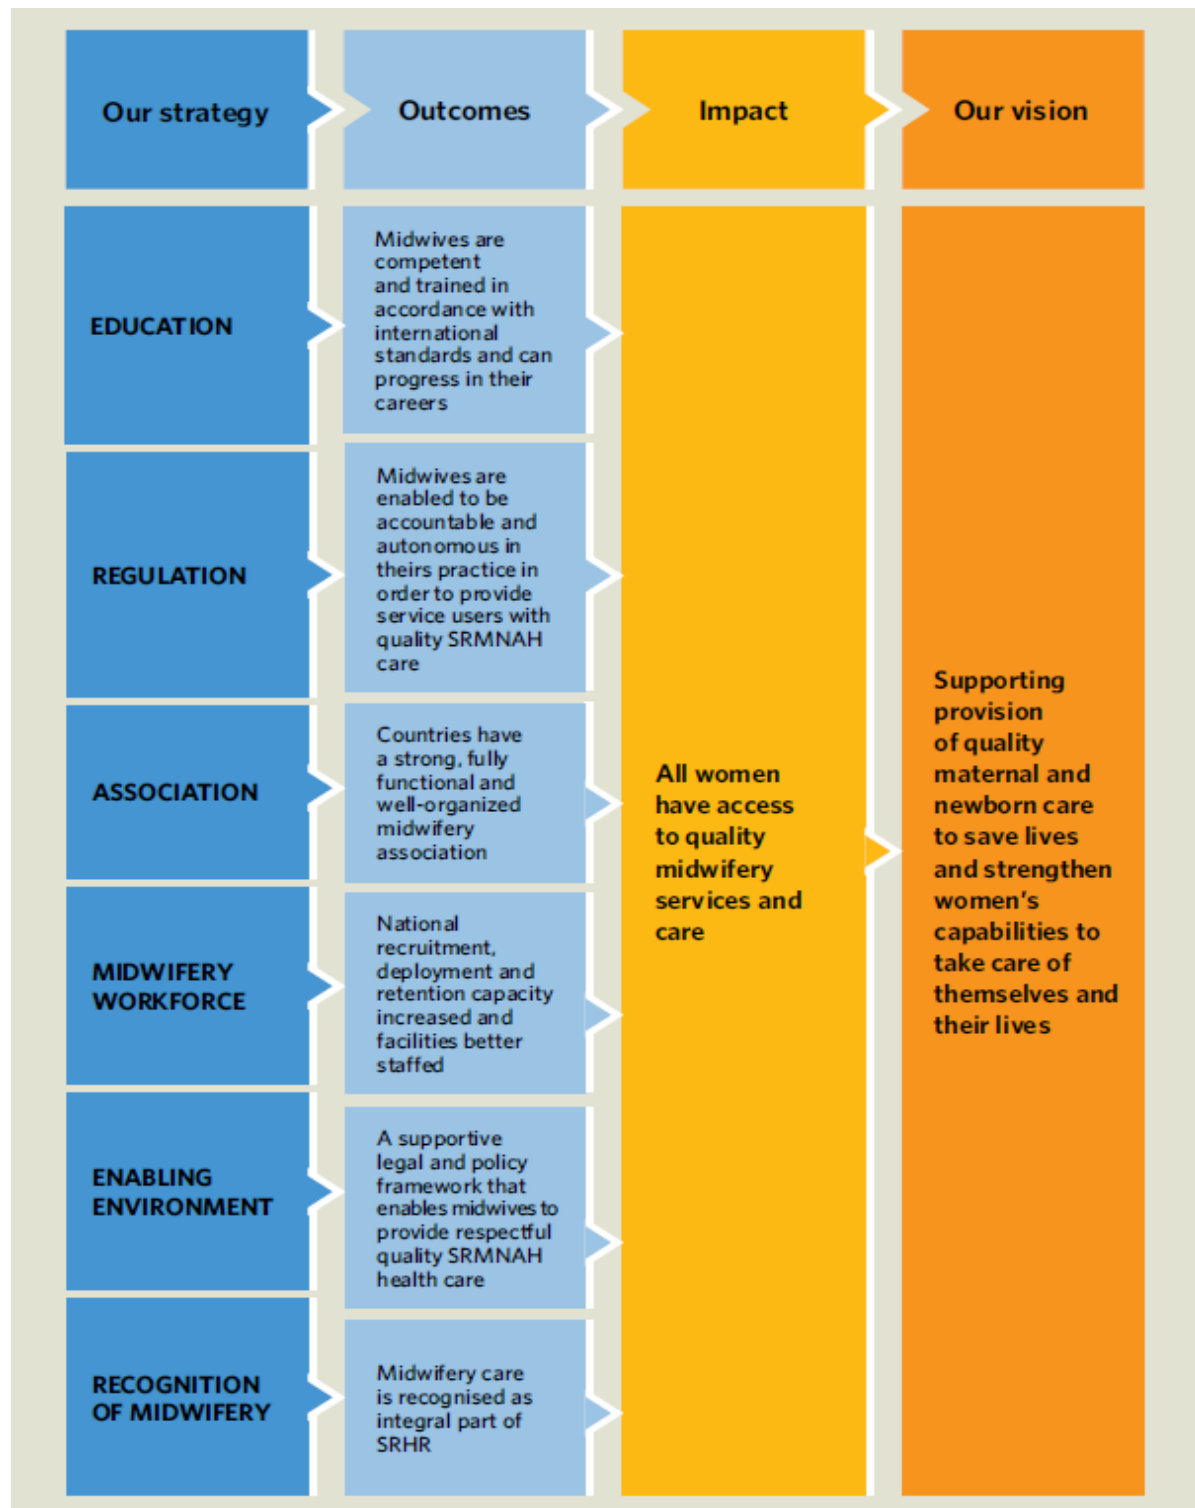 Our strategy
Outcomes
Impact
Our vision
EDUCATION
Midwives are
competent
and trained in
accordance with
international
standards and can
progress in their
careers
REGULATION
Midwives are
enabled to be
accountable and
autonomous in
theirs practice in
order to provide
service users with
quality SRMNAH
care
ASSOCIATION
Countries have
a strong, fully
functional and
well-organized
midwifery
association
MIDWIFERY
WORKFORCE
National
recruitment,
deployment and
retention capacity
increased and
facilities better
staffed
ENABLING
ENVIRONMENT
A supportive
legal and policy
framework that
enables midwives to
provide respectful
quality SRMNAH
health care
RECOGNITION
OF MIDWIFERY
Midwifery care
is recognised as
integral part of
SRHR
All women
have access
to quality
midwifery
services and
care
Supporting
provision
of quality
maternal and
newborn care
to save lives
and strengthen
women's
capabilities to
take care of
themselves and
their lives